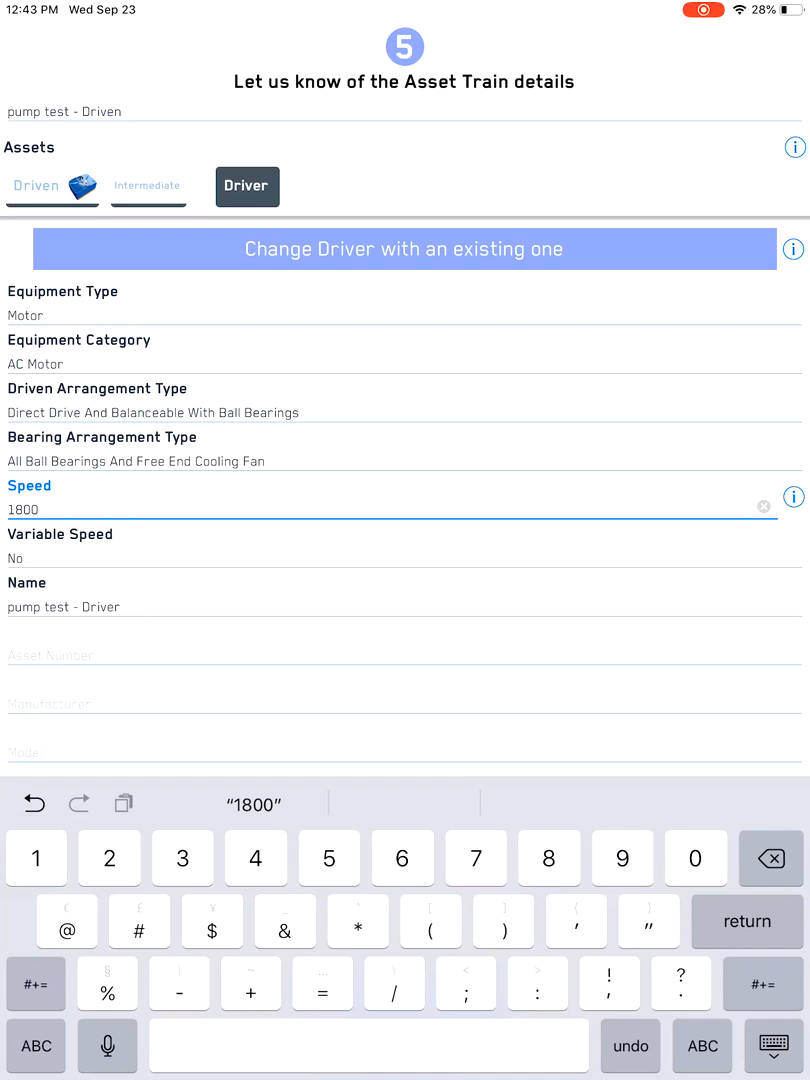 12:43 PM Wed Sep 23 28%
5
Let us know of the Asset Train details
pump test - Driven
Assets
Driven Intermediate Driver
Change Driver with an existing one
Equipment Type
Motor
Equipment Category
AC Motor
Driven Arrangement Type
Direct Drive And Balanceable With Ball Bearings
Bearing Arrangement Type
All Ball Bearings And Free End Cooling Fan
Speed
1800
Variable Speed
No
Name
pump test - Driver
Asset Number
Manufacturer
Model
“1800”
1 2 3 4 5 6 7 8 9 0
€ £ ¥ _ ^ [ ] { }
@ # $ & * ( ) ' "
return
§ | ~ … \ < > ! ?
#+= % - + = / ; : , . #+=
ABC undo ABC